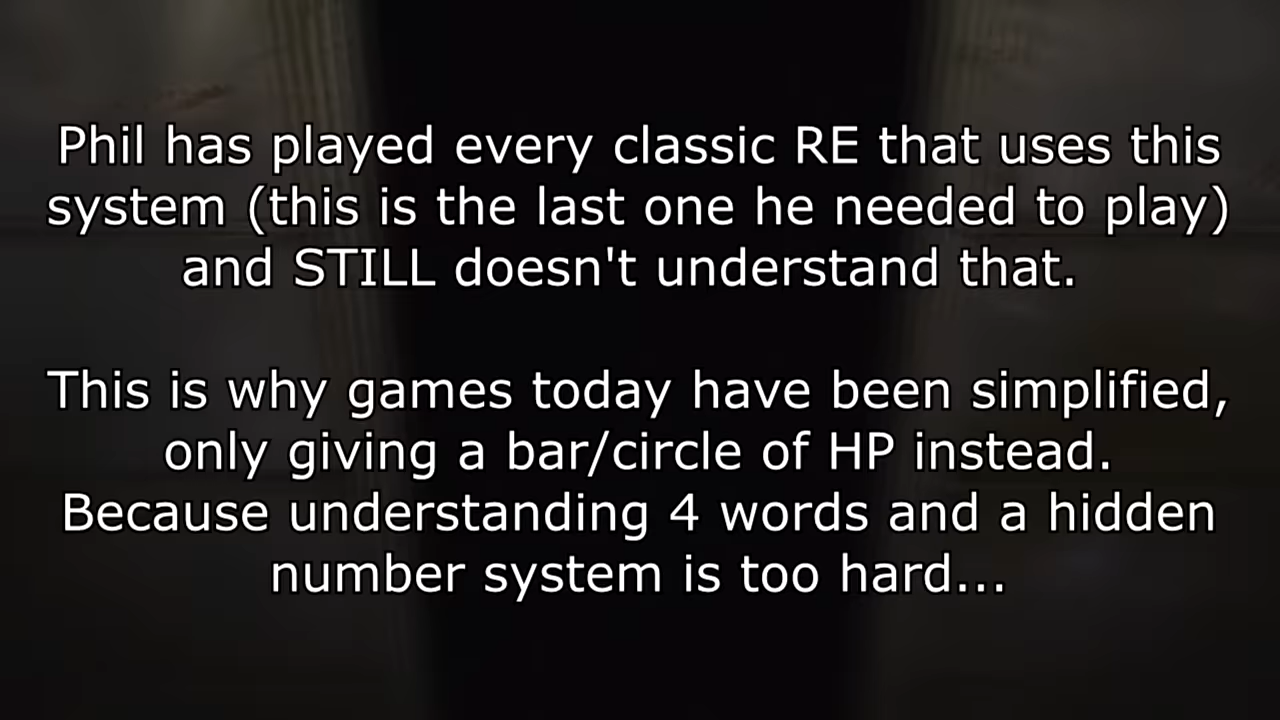 Phil has played every classic RE that uses this
system (this is the last one he needed to play)
and STILL doesn't understand that.
This is why games today have been simplified,
only giving a bar/circle of HP instead.
Because understanding 4 words and a hidden
number system is too hard...